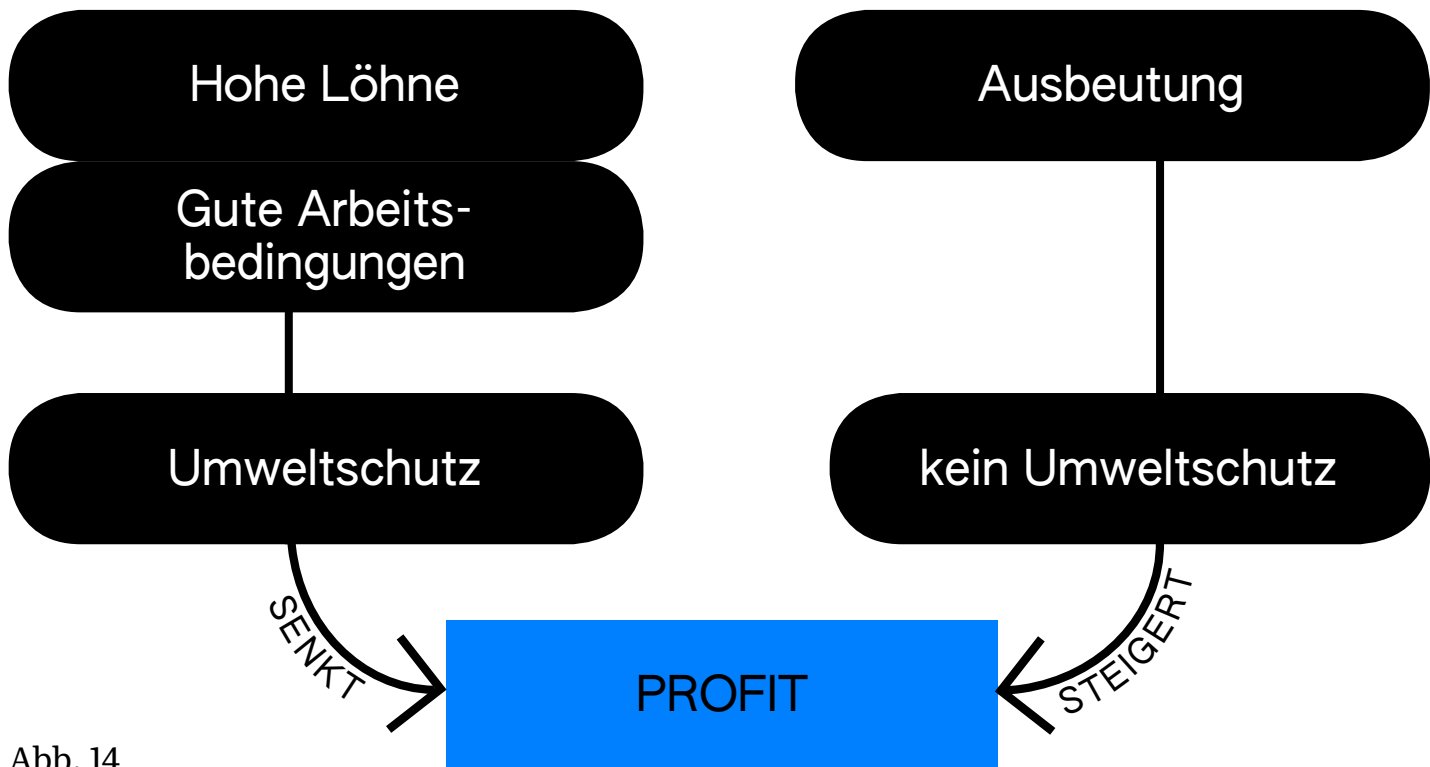 Hohe Löhne
Gute Arbeits-
bedingungen
Umweltschutz
SENKT
Ausbeutung
kein Umweltschutz
STEIGERT
PROFIT
Abb. 14